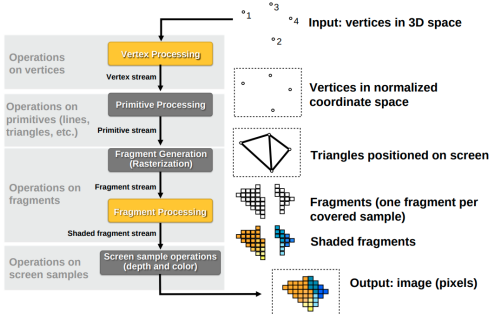 1
3
4
2
Input: vertices in 3D space
Operations
on vertices
Vertex Processing
Vertex stream
Vertices in normalized
coordinate space
Operations on
primitives (lines,
triangles, etc.)
Primitive Processing
Primitive stream
Triangles positioned on screen
Fragment Generation
(Rasterization)
Fragment stream
Operations on
fragments
Fragments (one fragment per
covered sample)
Fragment Processing
Shaded fragment stream
Shaded fragments
Operations on
screen samples
Screen sample operations
(depth and color)
Output: image (pixels)